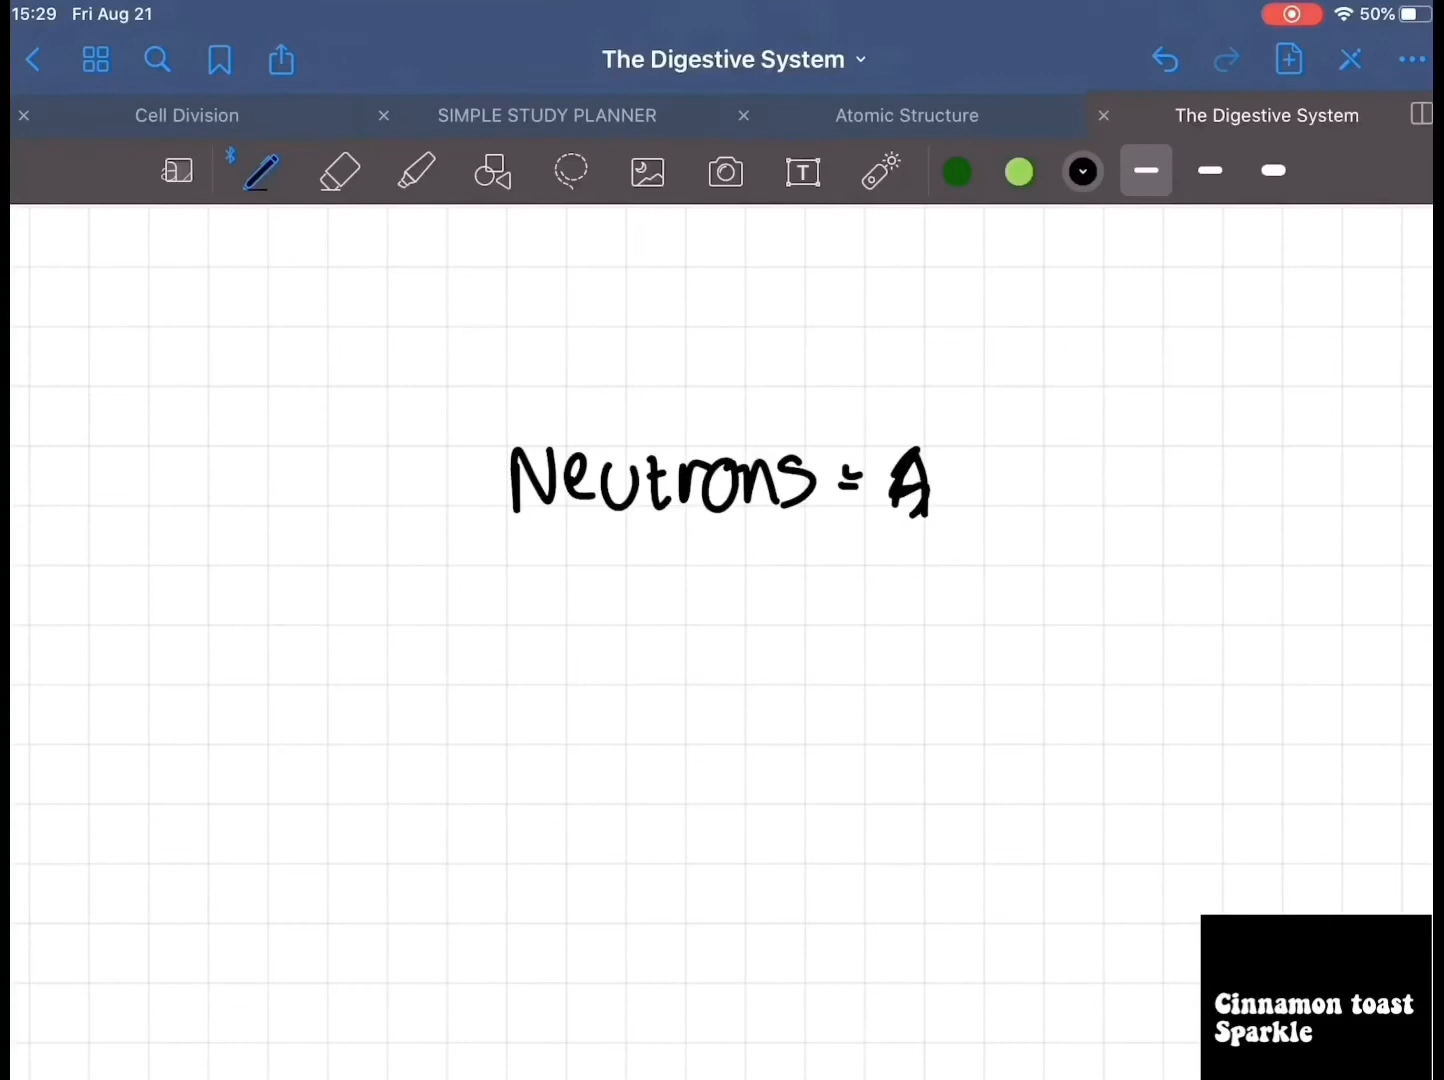 15:29 Fri Aug 21 50%
The Digestive System
Cell Division SIMPLE STUDY PLANNER Atomic Structure The Digestive System
T
Neutrons = A
Cinnamon toast
Sparkle